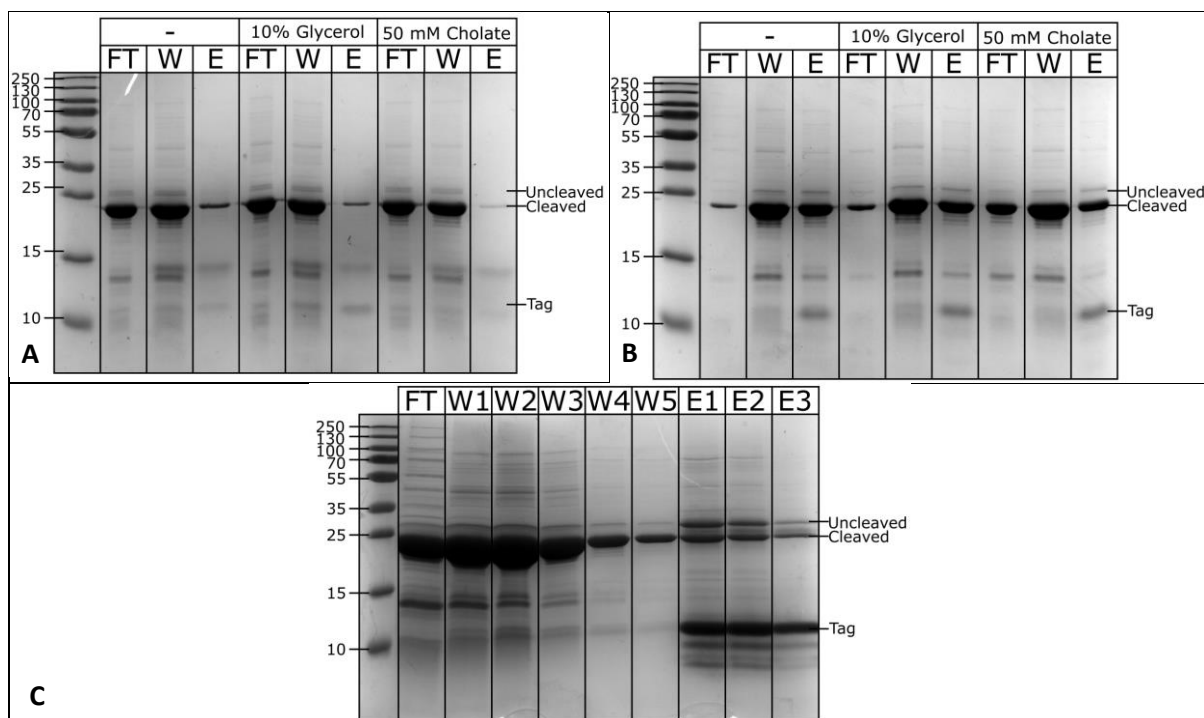 - 10% Glycerol 50 mM Cholate
FT W E FT W E FT W E
250
130
100
70
55
35
25
15
10
Uncleaved
Cleaved
Tag
A
- 10% Glycerol 50 mM Cholate
FT W E FT W E FT W E
250
130
100
70
55
35
25
15
10
Uncleaved
Cleaved
Tag
B
FT W1 W2 W3 W4 W5 E1 E2 E3
250
130
100
70
55
35
25
15
10
Uncleaved
Cleaved
Tag
C